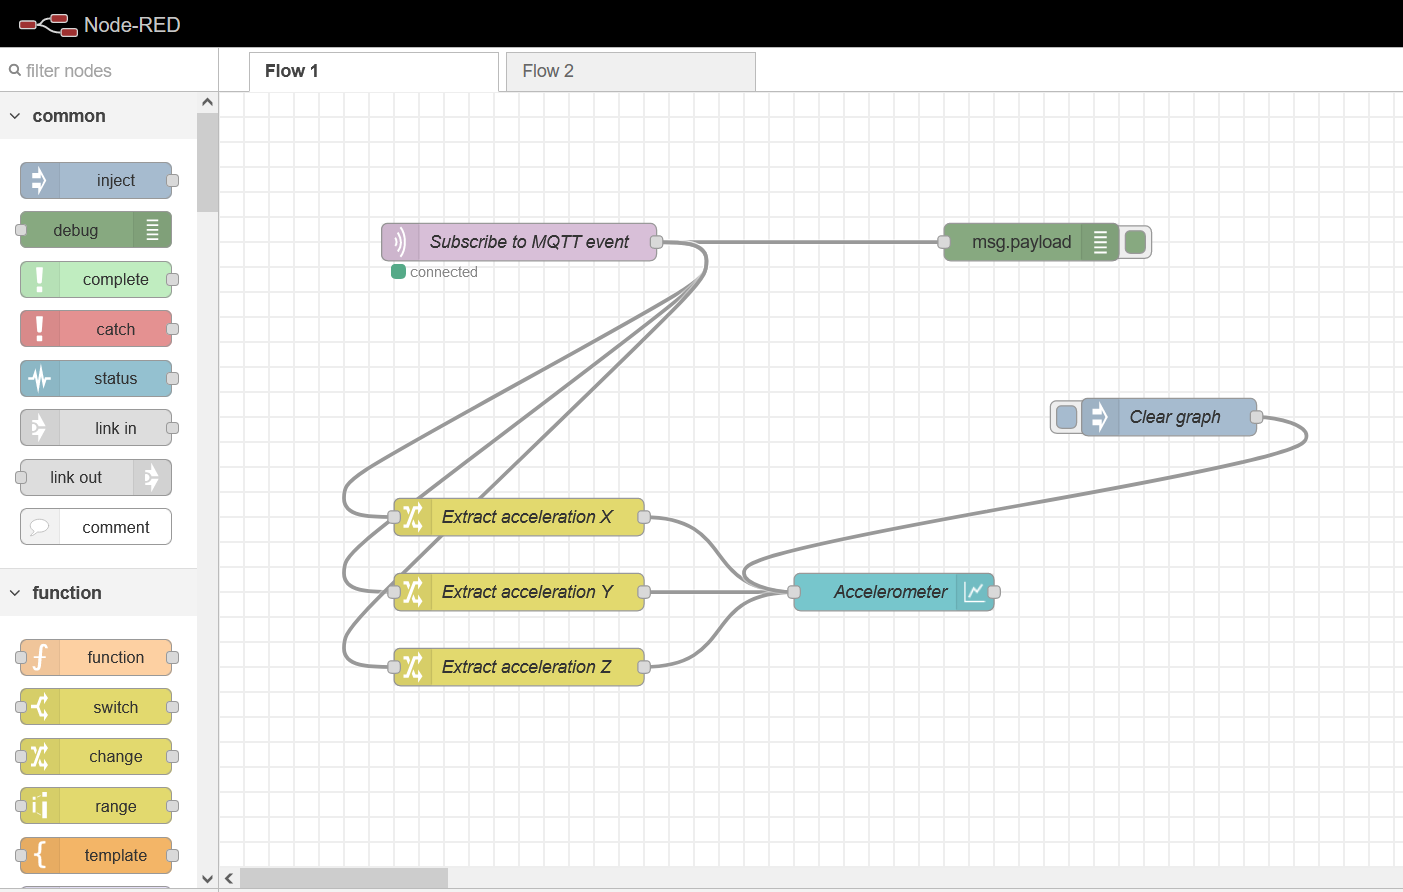 Node-RED
filter nodes
Flow 1
Flow 2
common
inject
debug
complete
catch
status
link in
link out
comment
function
function
switch
change
range
template
Subscribe to MQTT event
connected
msg.payload
Clear graph
Extract acceleration X
Extract acceleration Y
Accelerometer
Extract acceleration Z